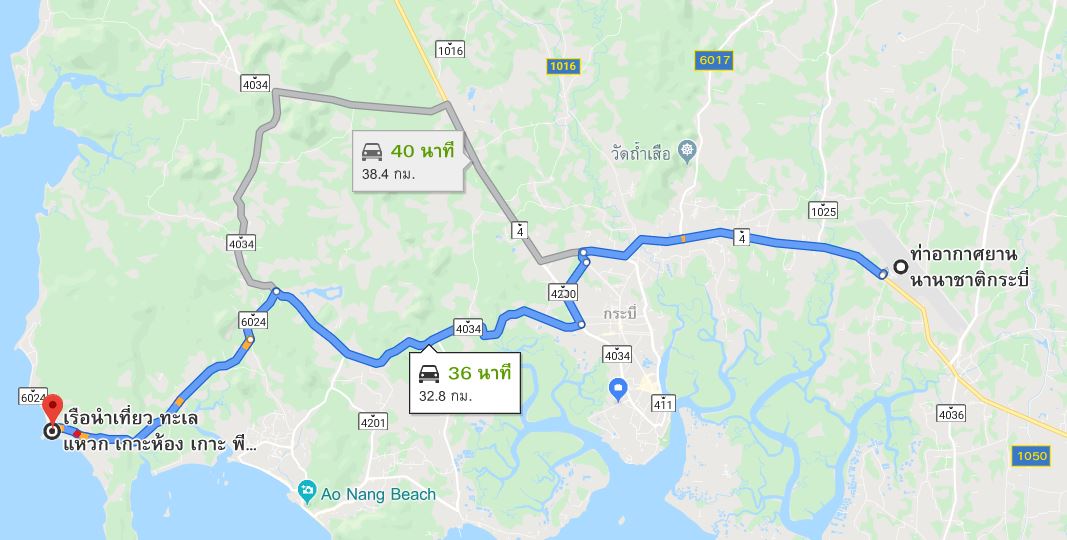 1016
1016
6017
4034
40 นาที
38.4 กม.
วัดถ้ำเสือ
1025
4
4
4034
ท่าอากาศยาน
นานาชาติกระบี่
4200
กระบี่
6024
4034
4034
36 นาที
32.8 กม.
6024
เรือนำเที่ยว ทะเล
แหวก เกาะห้อง เกาะ พี...
4201
411
4036
1050
Ao Nang Beach